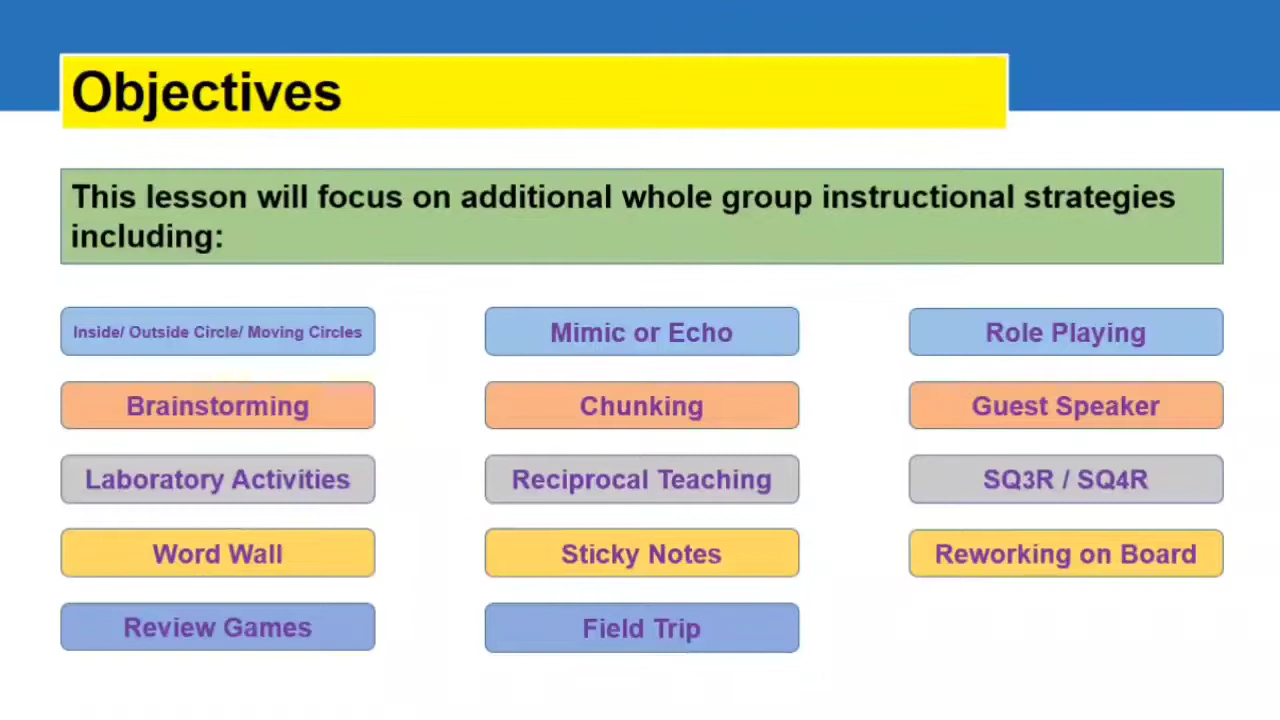 Objectives
This lesson will focus on additional whole group instructional strategies
including:
Inside/ Outside Circle/ Moving Circles
Mimic or Echo
Role Playing
Brainstorming
Chunking
Guest Speaker
Laboratory Activities
Reciprocal Teaching
SQ3R / SQ4R
Word Wall
Sticky Notes
Reworking on Board
Review Games
Field Trip